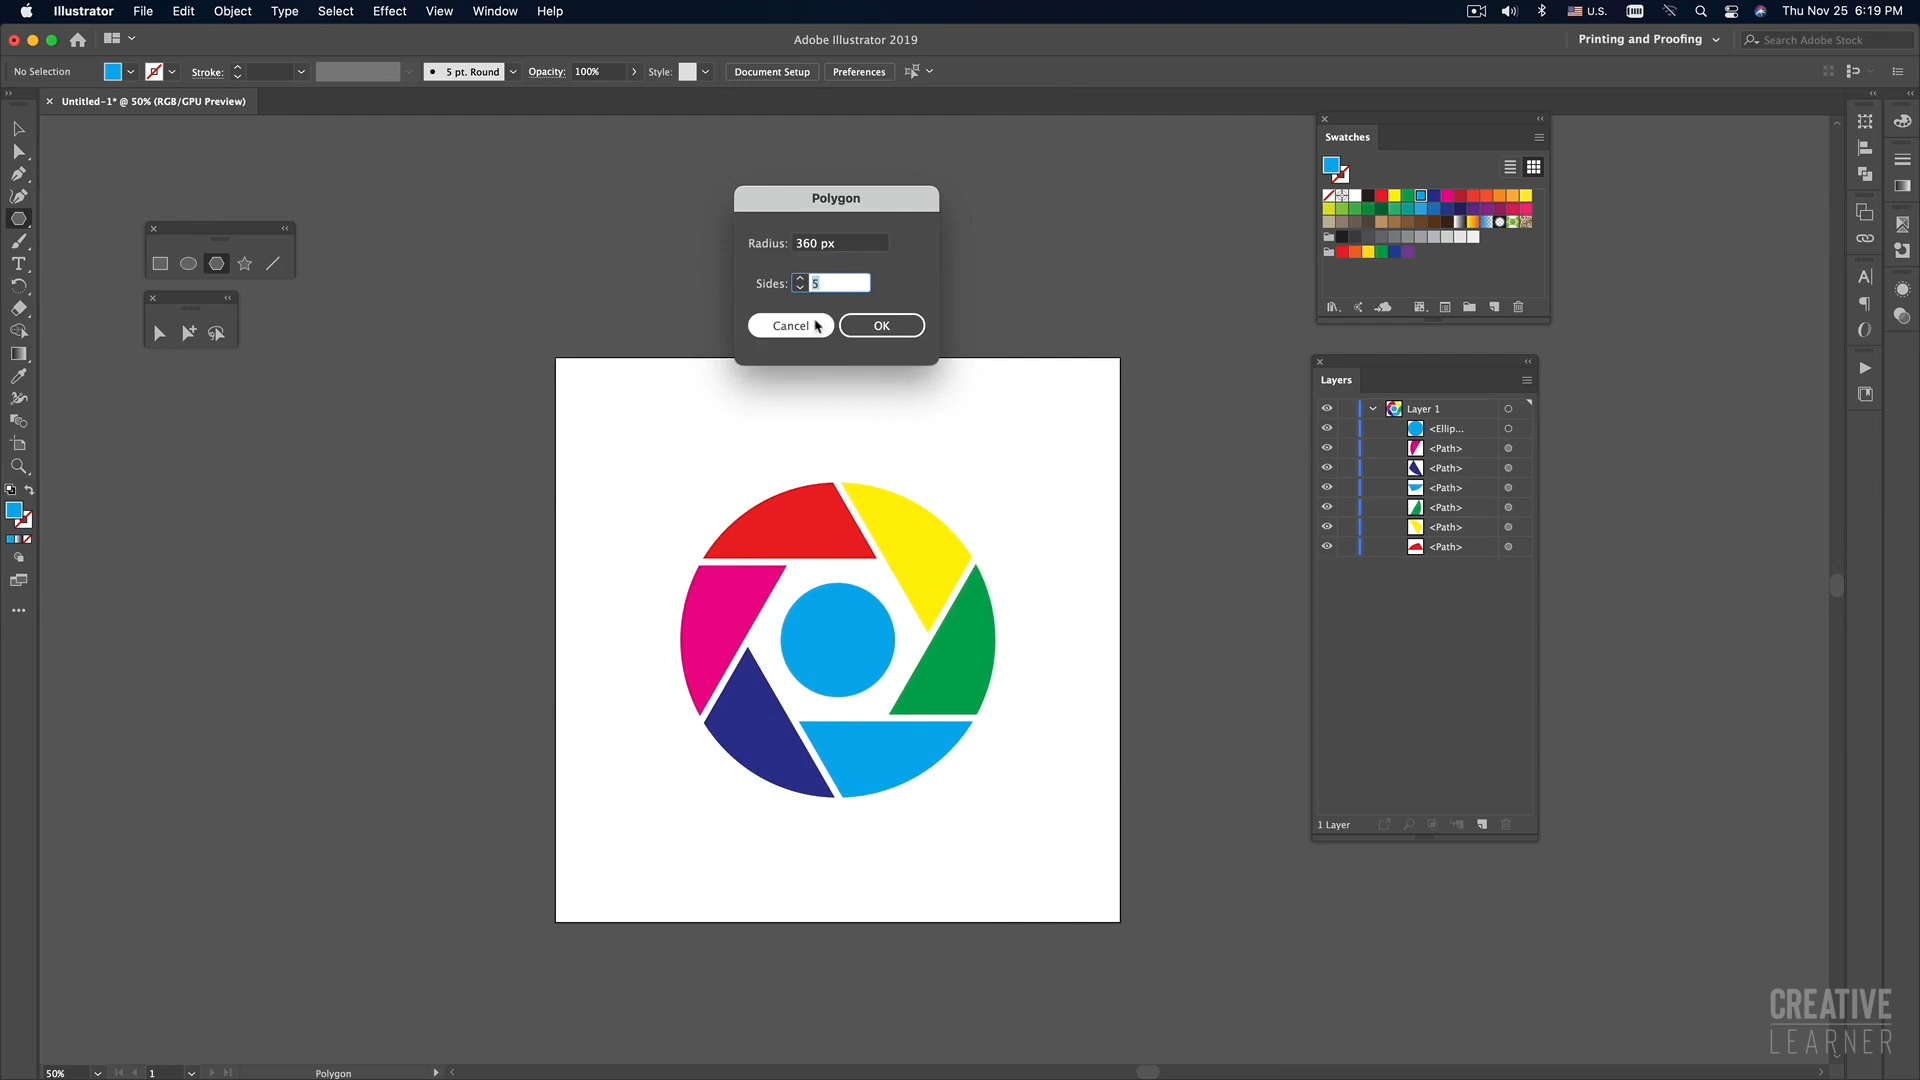 Illustrator File Edit Object Type Select Effect View Window Help
U.S. Thu Nov 25 6:19 PM
Adobe Illustrator 2019
Printing and Proofing
Search Adobe Stock
No Selection
Stroke:
5 pt. Round
Opacity: 100%
Style:
Document Setup
Preferences
Untitled-1* @ 50% (RGB/GPU Preview)
Swatches
Polygon
Radius: 360 px
Sides: 5
Cancel
OK
Layers
Layer 1
<Ellip...
<Path>
<Path>
<Path>
<Path>
<Path>
<Path>
1 Layer
CREATIVE
LEARNER
50%
1
Polygon